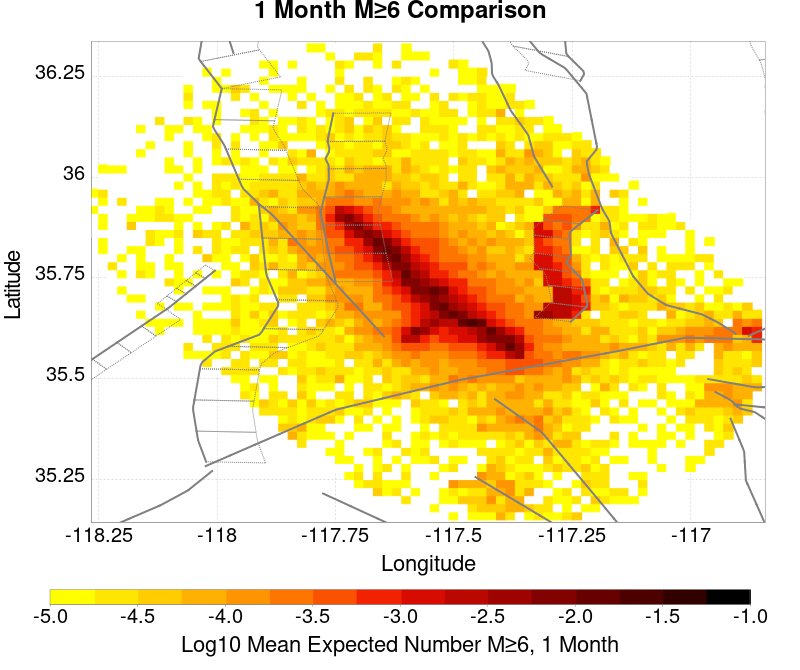 1 Month M≥6 Comparison
36.25
36
35.75
35.5
35.25
Latitude
-118.25 -118 -117.75 -117.5 -117.25 -117
Longitude
-5.0 -4.5 -4.0 -3.5 -3.0 -2.5 -2.0 -1.5 -1.0
Log10 Mean Expected Number M≥6, 1 Month